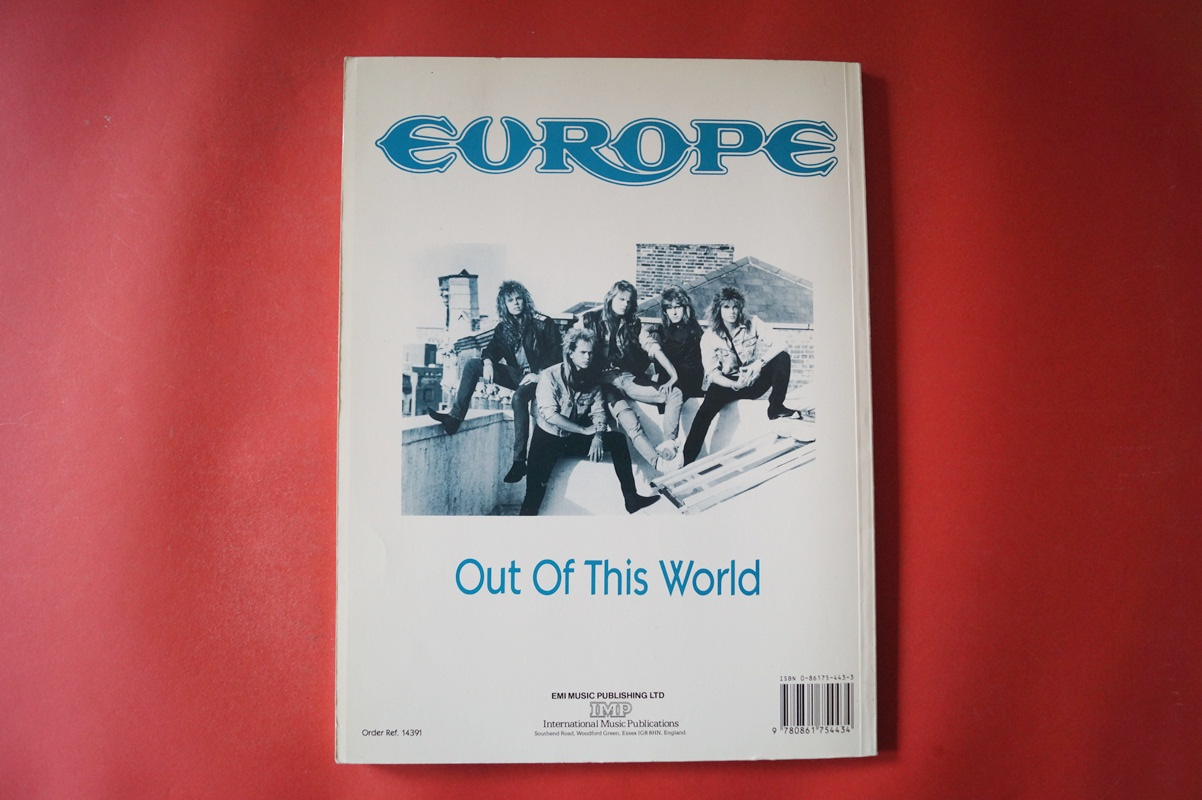 EUROPE
Out Of This World
ISBN 0-86175-443-3
EMI MUSIC PUBLISHING LTD
IMP
International Music Publications
Southend Road, Woodford Green, Essex IG8 8HN, England.
Order Ref. 14391
9 780861 754434